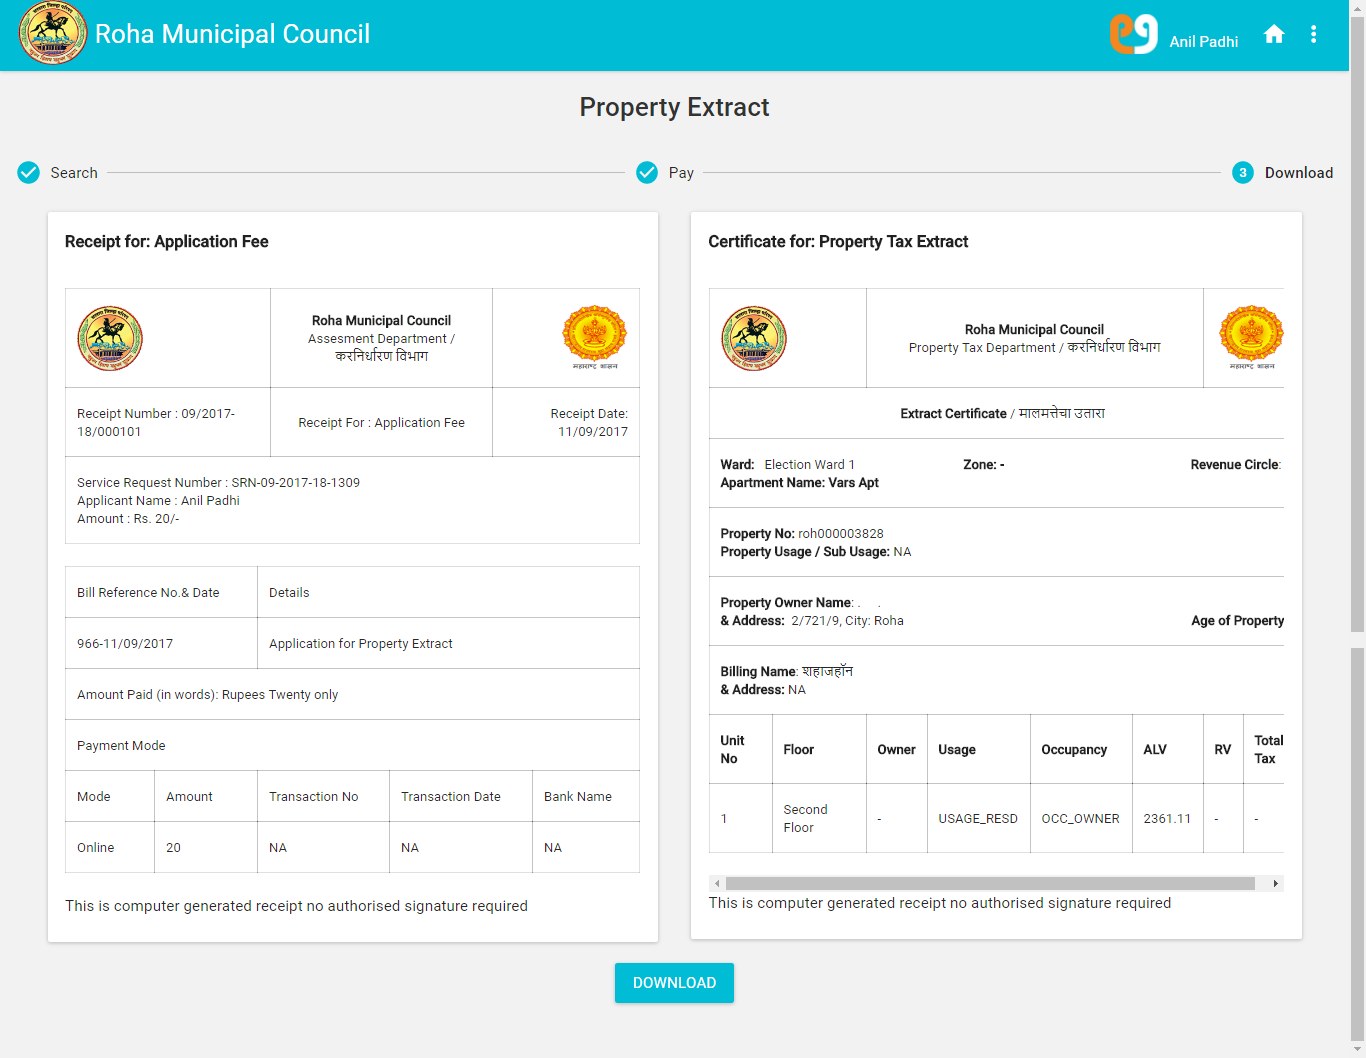 Roha Municipal Council
Anil Padhi
Property Extract
Search
Pay
3
Download
Receipt for: Application Fee
Roha Municipal Council
Assesment Department /
करनिर्धारण विभाग
महाराष्ट्र शासन
Receipt Number : 09/2017-
18/000101
Receipt For : Application Fee
Receipt Date:
11/09/2017
Service Request Number : SRN-09-2017-18-1309
Applicant Name : Anil Padhi
Amount : Rs. 20/-
Bill Reference No.& Date
Details
966-11/09/2017
Application for Property Extract
Amount Paid (in words): Rupees Twenty only
Payment Mode
Mode
Amount
Transaction No
Transaction Date
Bank Name
Online
20
NA
NA
NA
This is computer generated receipt no authorised signature required
Certificate for: Property Tax Extract
Roha Municipal Council
Property Tax Department / करनिर्धारण विभाग
महाराष्ट्र शासन
Extract Certificate / मालमत्तेचा उतारा
Ward: Election Ward 1
Zone: -
Revenue Circle:
Apartment Name: Vars Apt
Property No: roh000003828
Property Usage / Sub Usage: NA
Property Owner Name: . .
& Address: 2/721/9, City: Roha
Age of Property
Billing Name: शहाजहॉन
& Address: NA
Unit
No
Floor
Owner
Usage
Occupancy
ALV
RV
Total
Tax
1
Second
Floor
-
USAGE_RESD
OCC_OWNER
2361.11
-
-
This is computer generated receipt no authorised signature required
DOWNLOAD